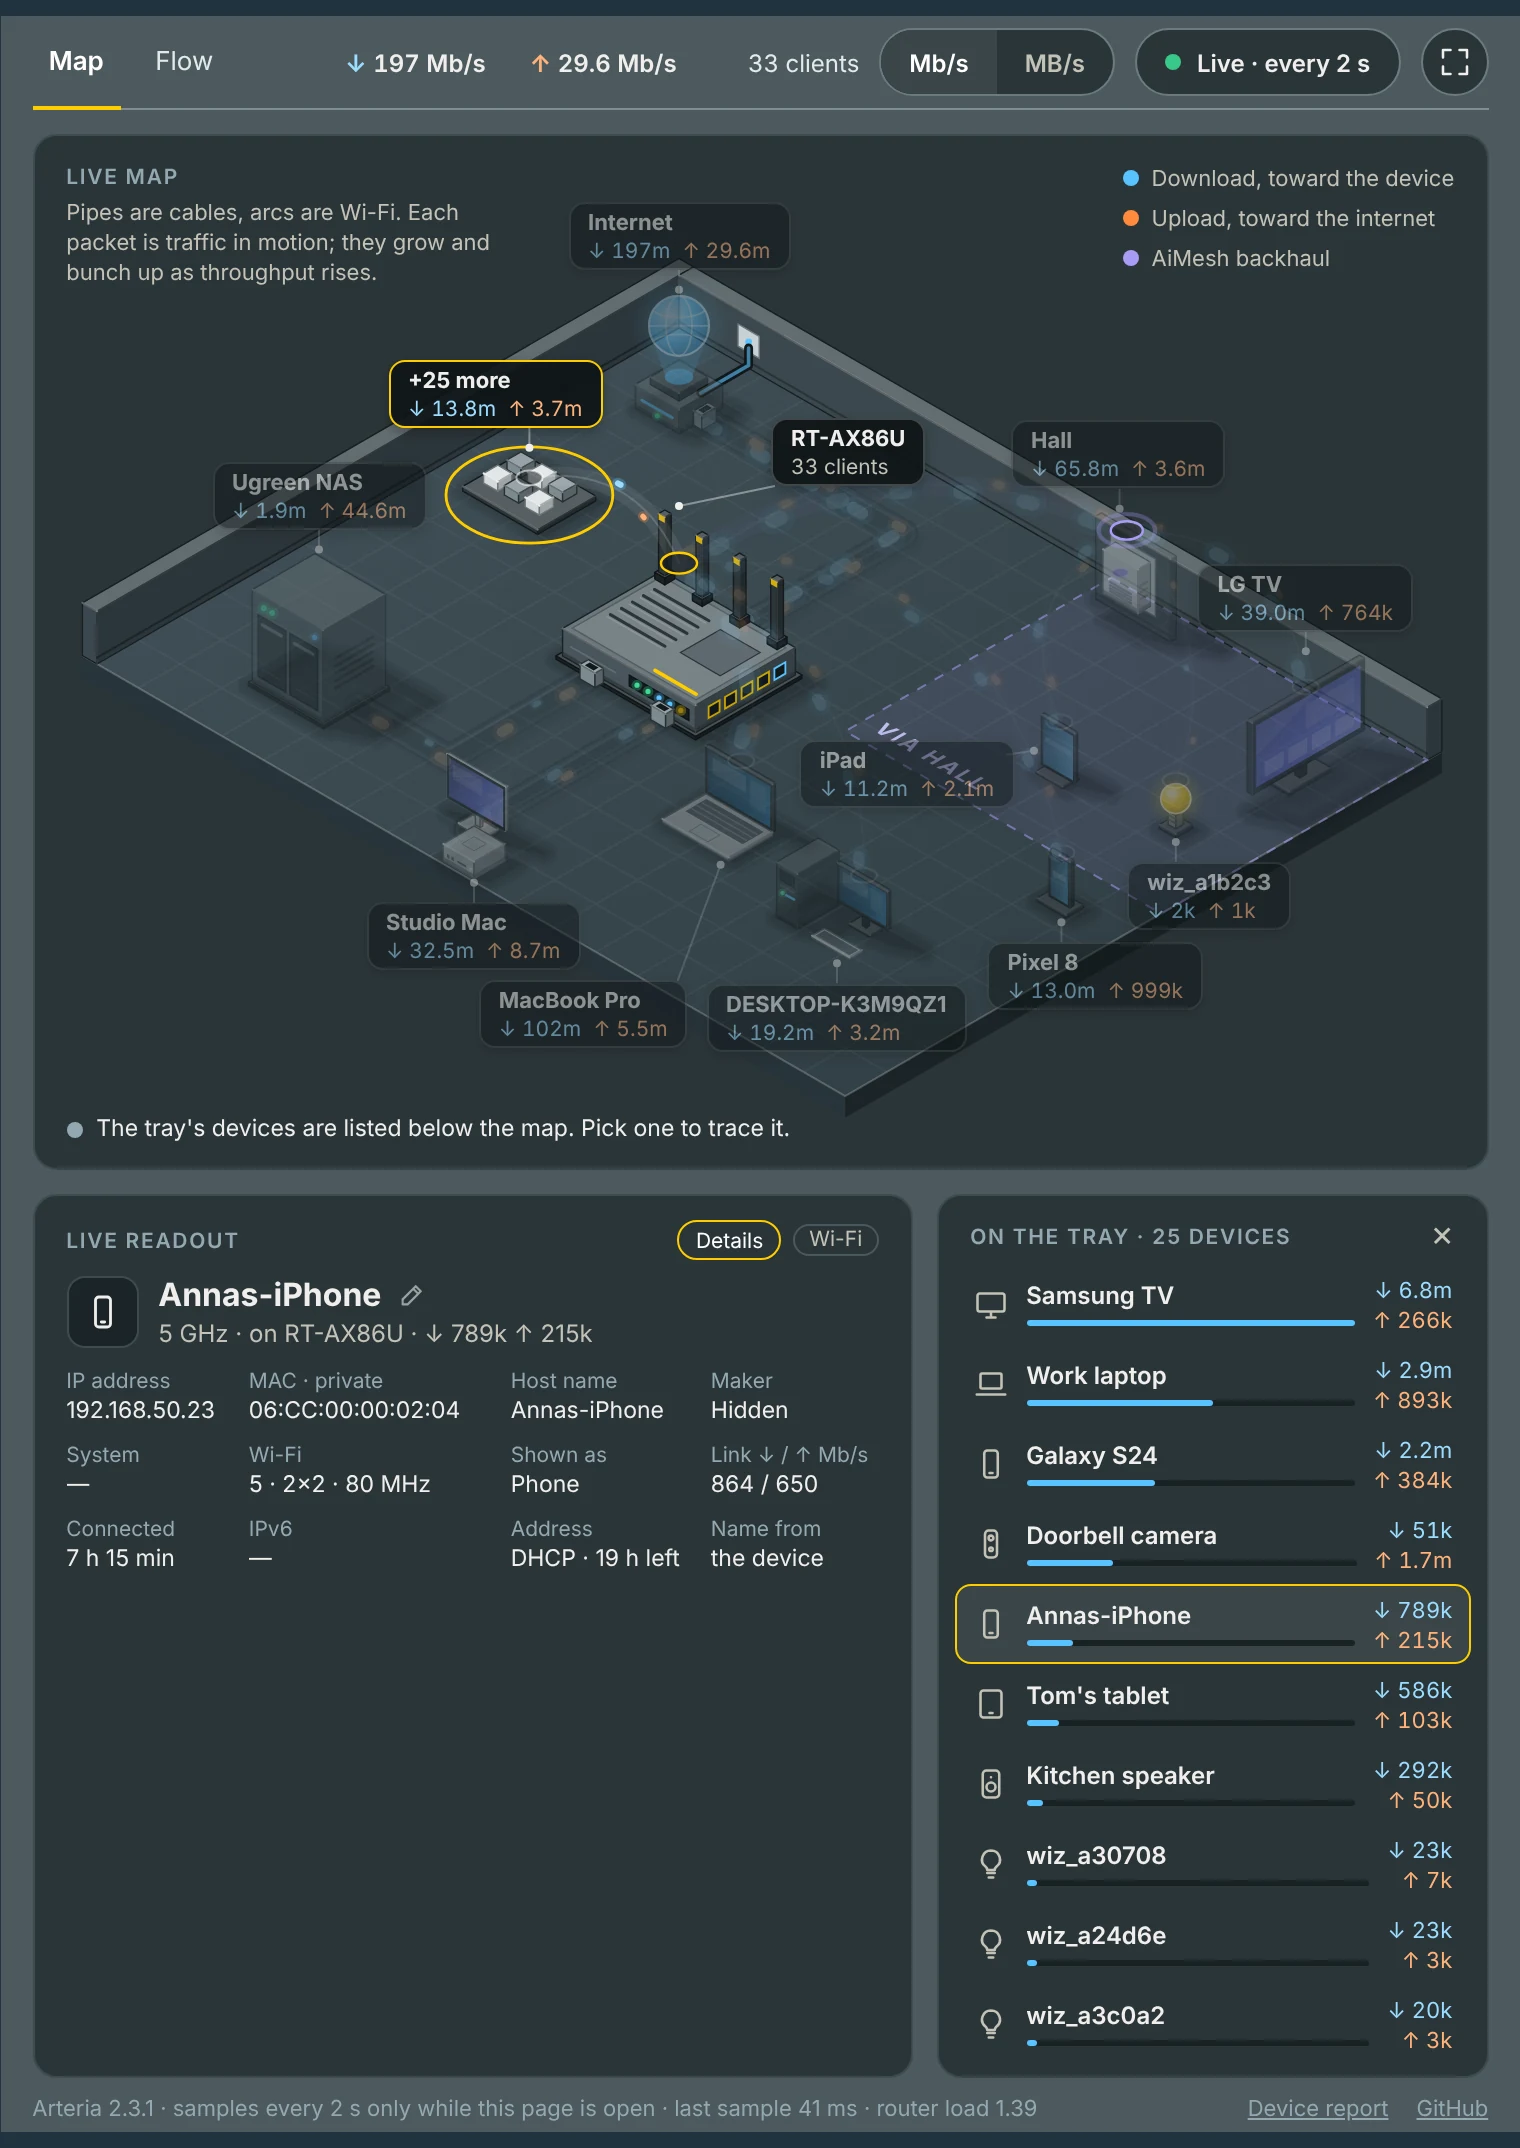 Map Flow ↓ 197 Mb/s ↑ 29.6 Mb/s 33 clients Mb/s MB/s Live · every 2 s
LIVE MAP
Pipes are cables, arcs are Wi-Fi. Each
packet is traffic in motion; they grow and
bunch up as throughput rises.
Download, toward the device
Upload, toward the internet
AiMesh backhaul
Internet
↓ 197m ↑ 29.6m
+25 more
↓ 13.8m ↑ 3.7m
RT-AX86U
33 clients
Hall
↓ 65.8m ↑ 3.6m
Ugreen NAS
↓ 1.9m ↑ 44.6m
LG TV
↓ 39.0m ↑ 764k
VIA HALL
iPad
↓ 11.2m ↑ 2.1m
wiz_a1b2c3
↓ 2k ↑ 1k
Studio Mac
↓ 32.5m ↑ 8.7m
Pixel 8
↓ 13.0m ↑ 999k
MacBook Pro
↓ 102m ↑ 5.5m
DESKTOP-K3M9QZ1
↓ 19.2m ↑ 3.2m
The tray's devices are listed below the map. Pick one to trace it.
LIVE READOUT Details Wi-Fi
Annas-iPhone
5 GHz · on RT-AX86U · ↓ 789k ↑ 215k
IP address MAC · private Host name Maker
192.168.50.23 06:CC:00:00:02:04 Annas-iPhone Hidden
System Wi-Fi Shown as Link ↓ / ↑ Mb/s
— 5 · 2×2 · 80 MHz Phone 864 / 650
Connected IPv6 Address Name from
7 h 15 min — DHCP · 19 h left the device
ON THE TRAY · 25 DEVICES ✕
Samsung TV ↓ 6.8m
↑ 266k
Work laptop ↓ 2.9m
↑ 893k
Galaxy S24 ↓ 2.2m
↑ 384k
Doorbell camera ↓ 51k
↑ 1.7m
Annas-iPhone ↓ 789k
↑ 215k
Tom's tablet ↓ 586k
↑ 103k
Kitchen speaker ↓ 292k
↑ 50k
wiz_a30708 ↓ 23k
↑ 7k
wiz_a24d6e ↓ 23k
↑ 3k
wiz_a3c0a2 ↓ 20k
↑ 3k
Arteria 2.3.1 · samples every 2 s only while this page is open · last sample 41 ms · router load 1.39 Device report GitHub